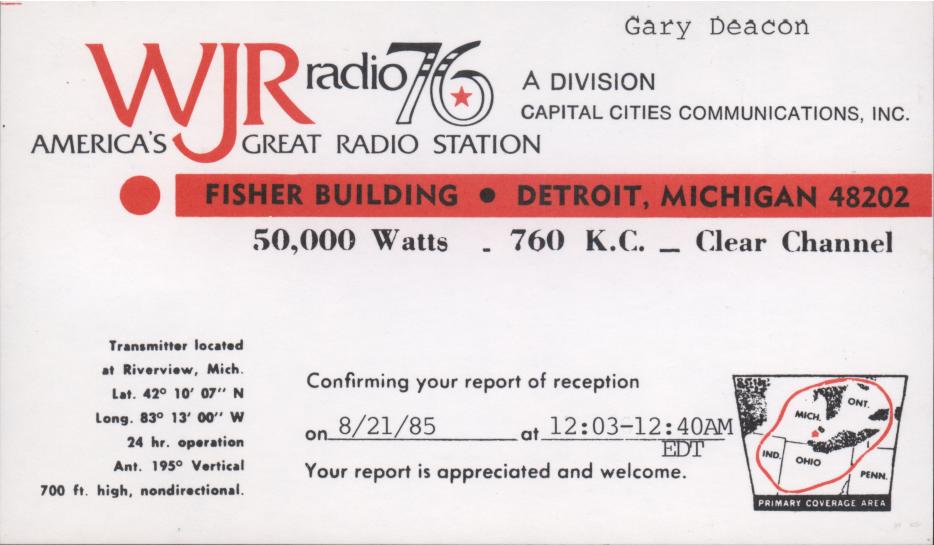 Gary Deacon
WJR radio 76
AMERICA'S GREAT RADIO STATION
A DIVISION
CAPITAL CITIES COMMUNICATIONS, INC.
FISHER BUILDING • DETROIT, MICHIGAN 48202
50,000 Watts - 760 K.C. - Clear Channel
Transmitter located
at Riverview, Mich.
Lat. 42º 10' 07'' N
Long. 83º 13' 00'' W
24 hr. operation
Ant. 195º Vertical
700 ft. high, nondirectional.
Confirming your report of reception
on 8/21/85 at 12:03-12:40AM
EDT
Your report is appreciated and welcome.
MICH.
ONT.
IND.
OHIO
PENN.
PRIMARY COVERAGE AREA